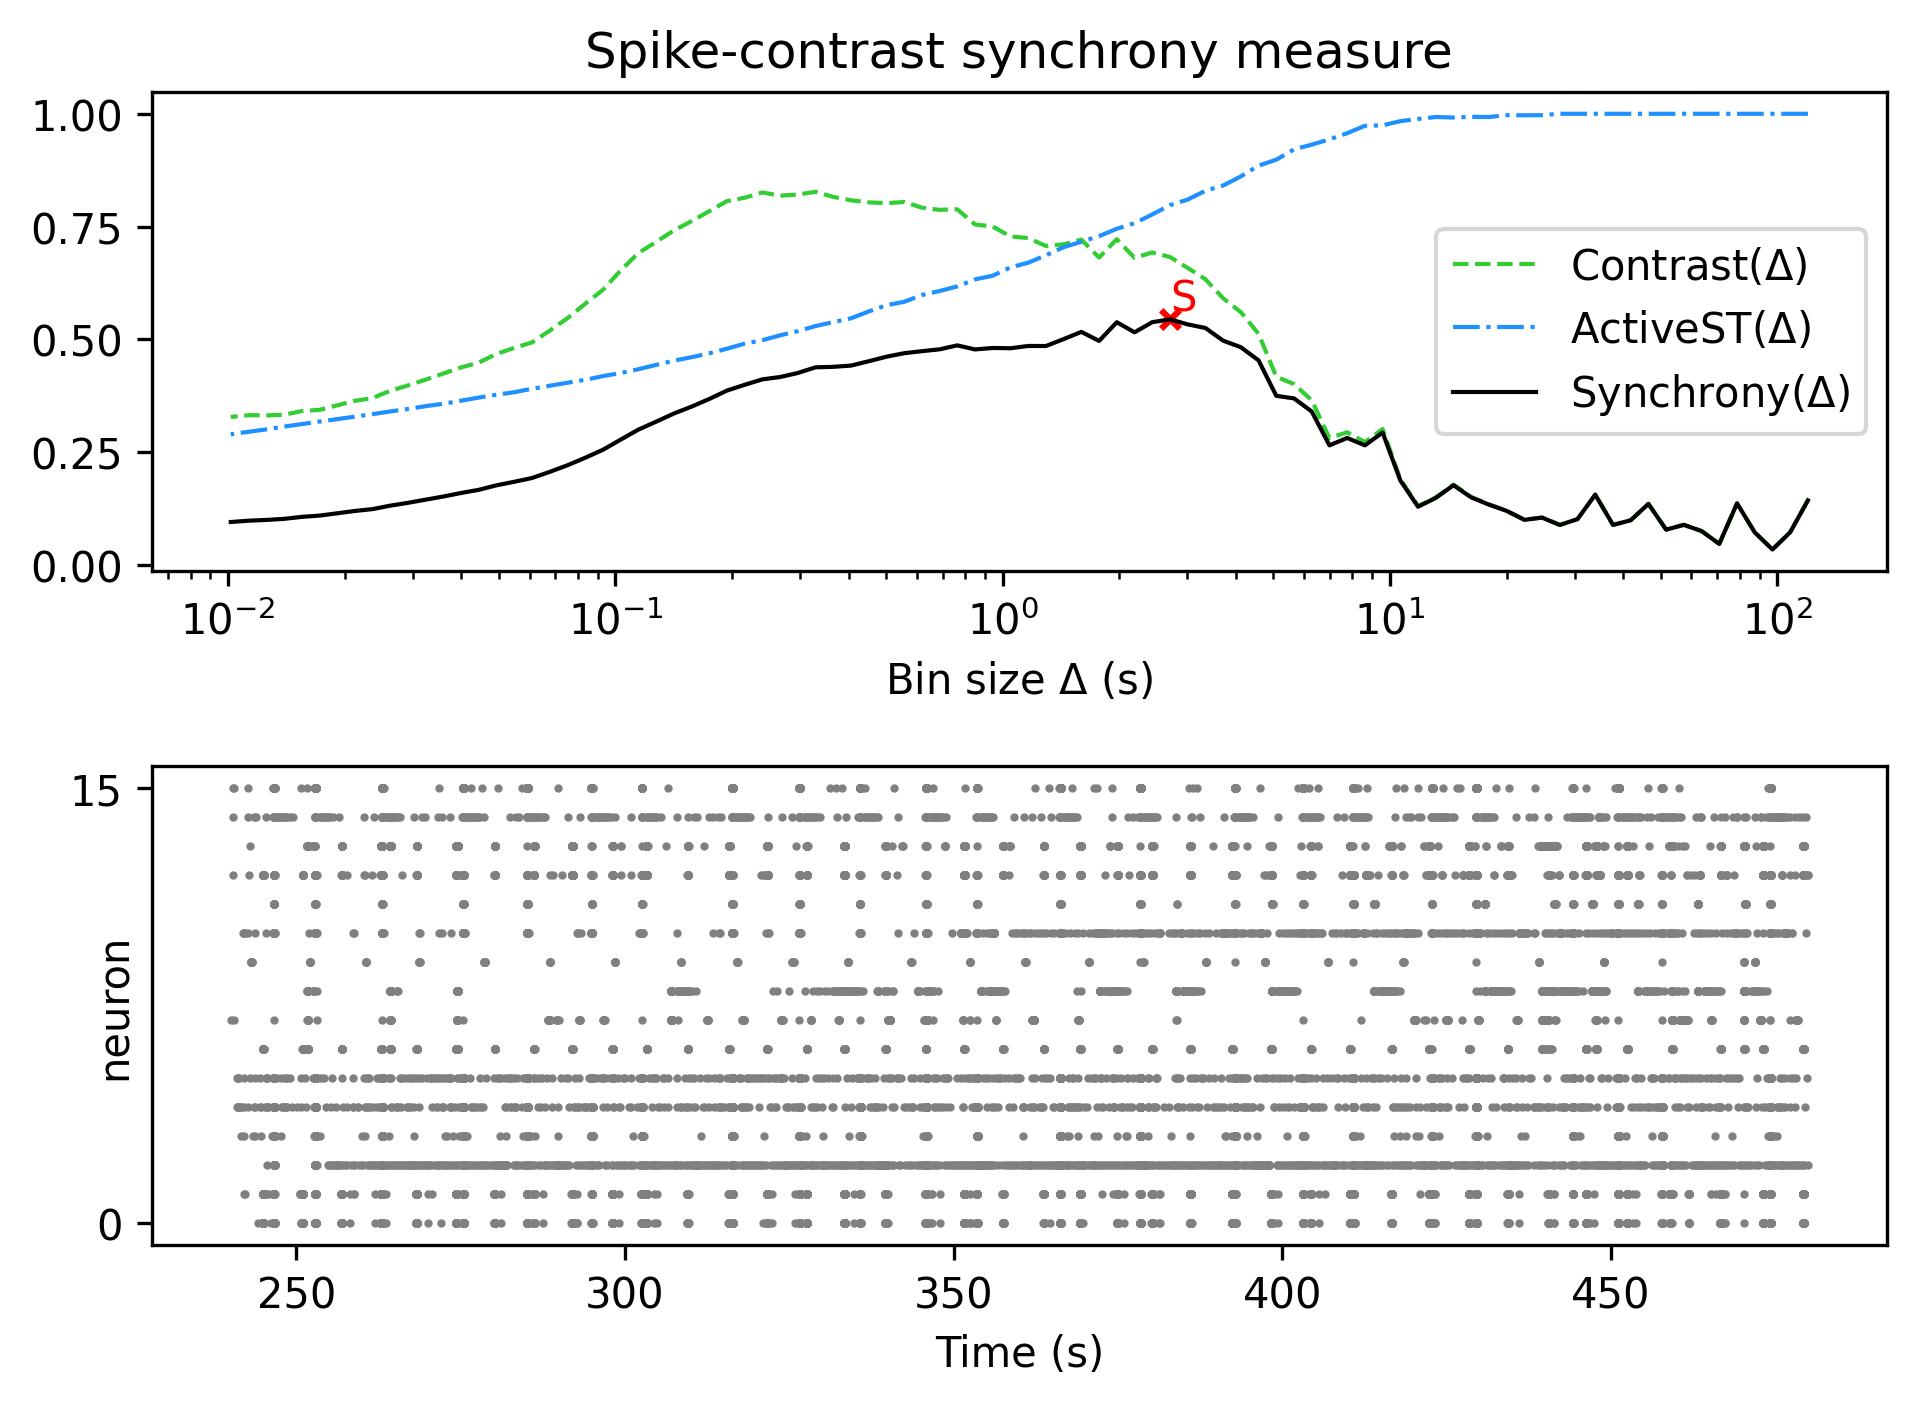 Spike-contrast synchrony measure
1.00
0.75
0.50
0.25
0.00
S
Contrast(Δ)
ActiveST(Δ)
Synchrony(Δ)
10⁻² 10⁻¹ 10⁰ 10¹ 10²
Bin size Δ (s)
15
neuron
0
250 300 350 400 450
Time (s)